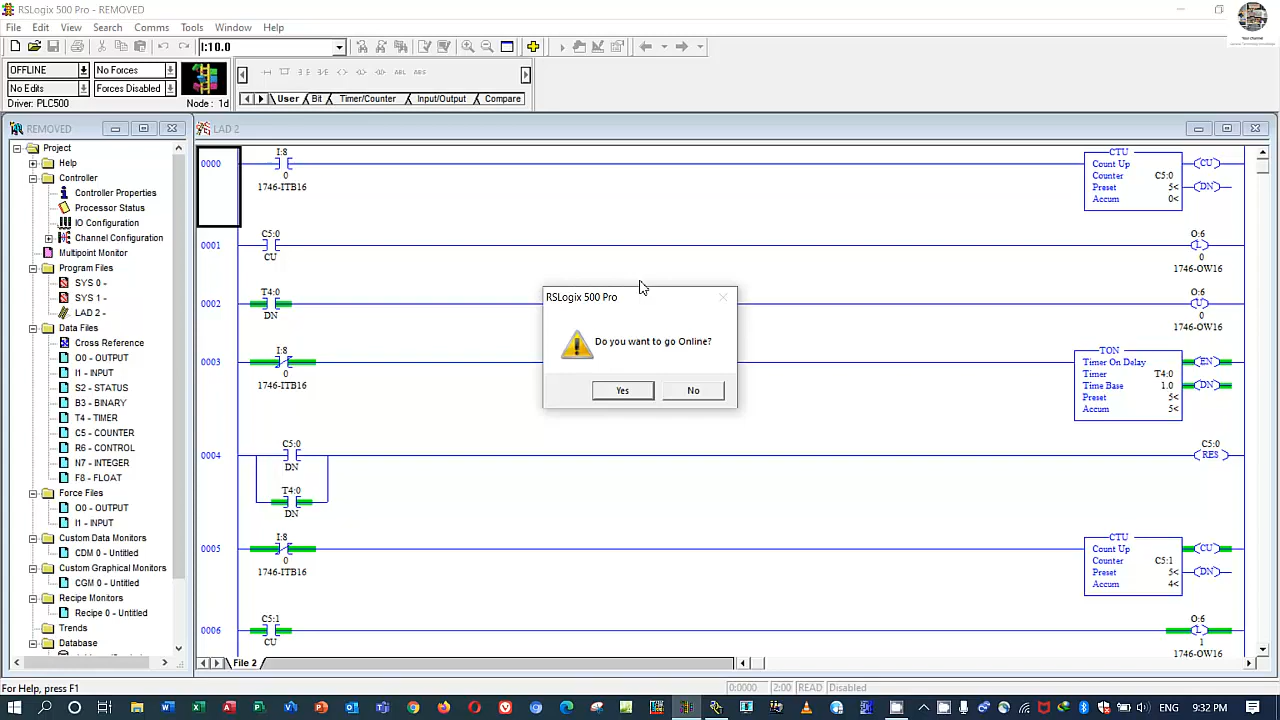 RSLogix 500 Pro - REMOVED
File Edit View Search Comms Tools Window Help
I:10.0
OFFLINE No Forces
No Edits Forces Disabled
Driver: PLC500 Node : 1d
User Bit Timer/Counter Input/Output Compare
ABL ABS
REMOVED
Project
Help
Controller
Controller Properties
Processor Status
IO Configuration
Channel Configuration
Multipoint Monitor
Program Files
SYS 0 -
SYS 1 -
LAD 2 -
Data Files
Cross Reference
O0 - OUTPUT
I1 - INPUT
S2 - STATUS
B3 - BINARY
T4 - TIMER
C5 - COUNTER
R6 - CONTROL
N7 - INTEGER
F8 - FLOAT
Force Files
O0 - OUTPUT
I1 - INPUT
Custom Data Monitors
CDM 0 - Untitled
Custom Graphical Monitors
CGM 0 - Untitled
Recipe Monitors
Recipe 0 - Untitled
Trends
Database
LAD 2
0000
I:8
0
1746-ITB16
CTU
Count Up
Counter C5:0
Preset 5<
Accum 0<
CU
DN
0001
C5:0
CU
O:6
L
0
1746-OW16
0002
T4:0
DN
O:6
U
0
1746-OW16
0003
I:8
0
1746-ITB16
TON
Timer On Delay
Timer T4:0
Time Base 1.0
Preset 5<
Accum 5<
EN
DN
0004
C5:0
DN
T4:0
DN
C5:0
RES
0005
I:8
0
1746-ITB16
CTU
Count Up
Counter C5:1
Preset 5<
Accum 4<
CU
DN
0006
C5:1
CU
O:6
L
1
1746-OW16
RSLogix 500 Pro
Do you want to go Online?
Yes No
File 2
For Help, press F1
0:0000 2:00 READ Disabled
ENG 9:32 PM